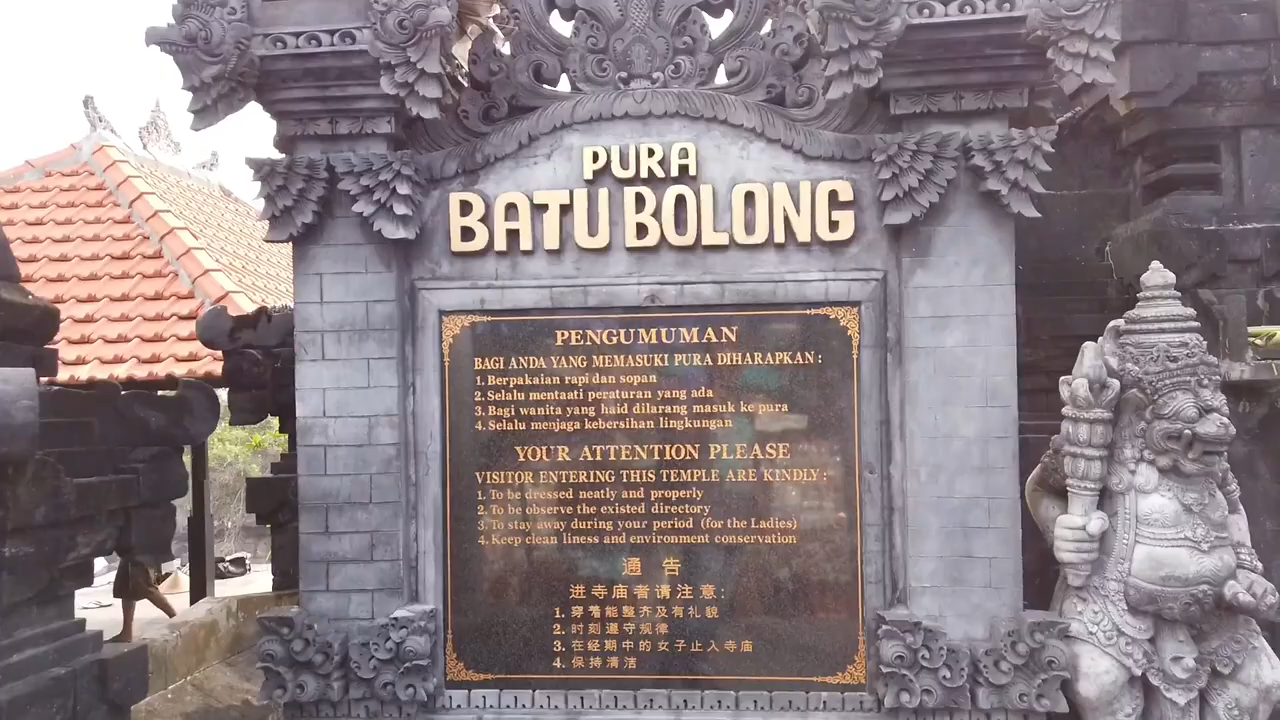 PURA
BATU BOLONG
PENGUMUMAN
BAGI ANDA YANG MEMASUKI PURA DIHARAPKAN :
1. Berpakaian rapi dan sopan
2. Selalu mentaati peraturan yang ada
3. Bagi wanita yang haid dilarang masuk ke pura
4. Selalu menjaga kebersihan lingkungan
YOUR ATTENTION PLEASE
VISITOR ENTERING THIS TEMPLE ARE KINDLY :
1. To be dressed neatly and properly
2. To be observe the existed directory
3. To stay away during your period (for the Ladies)
4. Keep clean liness and environment conservation
通 告
进寺庙者请注意:
1. 穿着能整齐及有礼貌
2. 时刻遵守规律
3. 在经期中的女子止入寺庙
4. 保持清洁